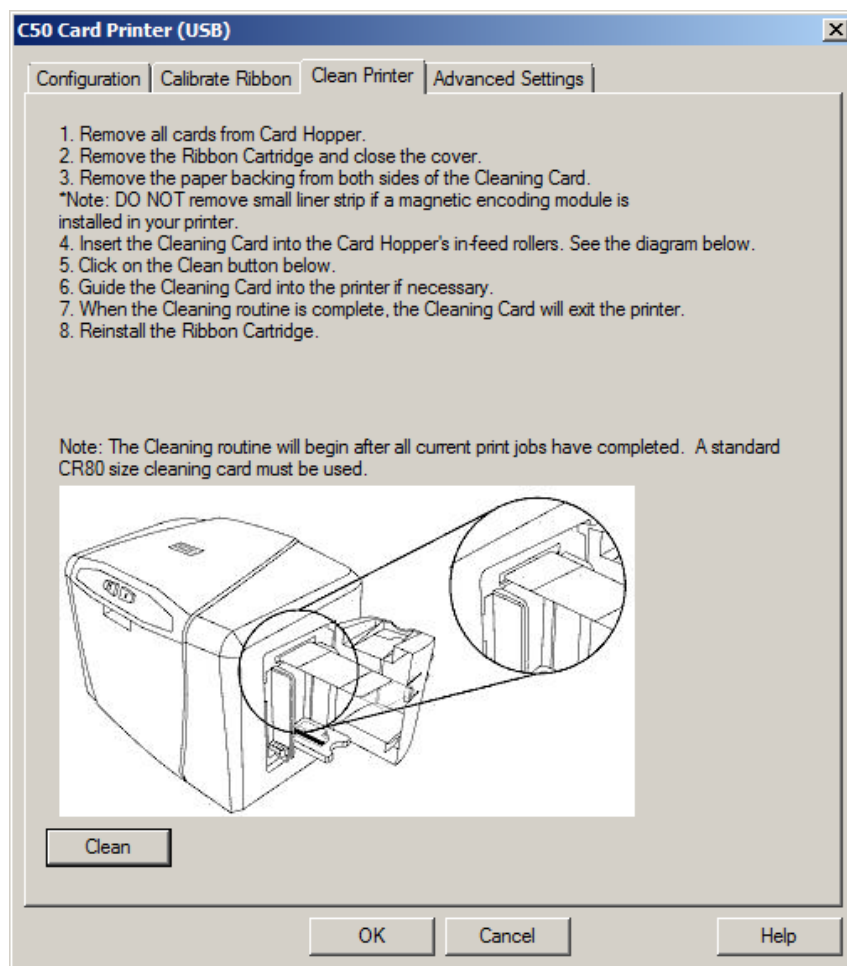 C50 Card Printer (USB)
Configuration
Calibrate Ribbon
Clean Printer
Advanced Settings
1. Remove all cards from Card Hopper.
2. Remove the Ribbon Cartridge and close the cover.
3. Remove the paper backing from both sides of the Cleaning Card.
*Note: DO NOT remove small liner strip if a magnetic encoding module is
installed in your printer.
4. Insert the Cleaning Card into the Card Hopper's in-feed rollers. See the diagram below.
5. Click on the Clean button below.
6. Guide the Cleaning Card into the printer if necessary.
7. When the Cleaning routine is complete, the Cleaning Card will exit the printer.
8. Reinstall the Ribbon Cartridge.
Note: The Cleaning routine will begin after all current print jobs have completed.  A standard
CR80 size cleaning card must be used.
Clean
OK
Cancel
Help